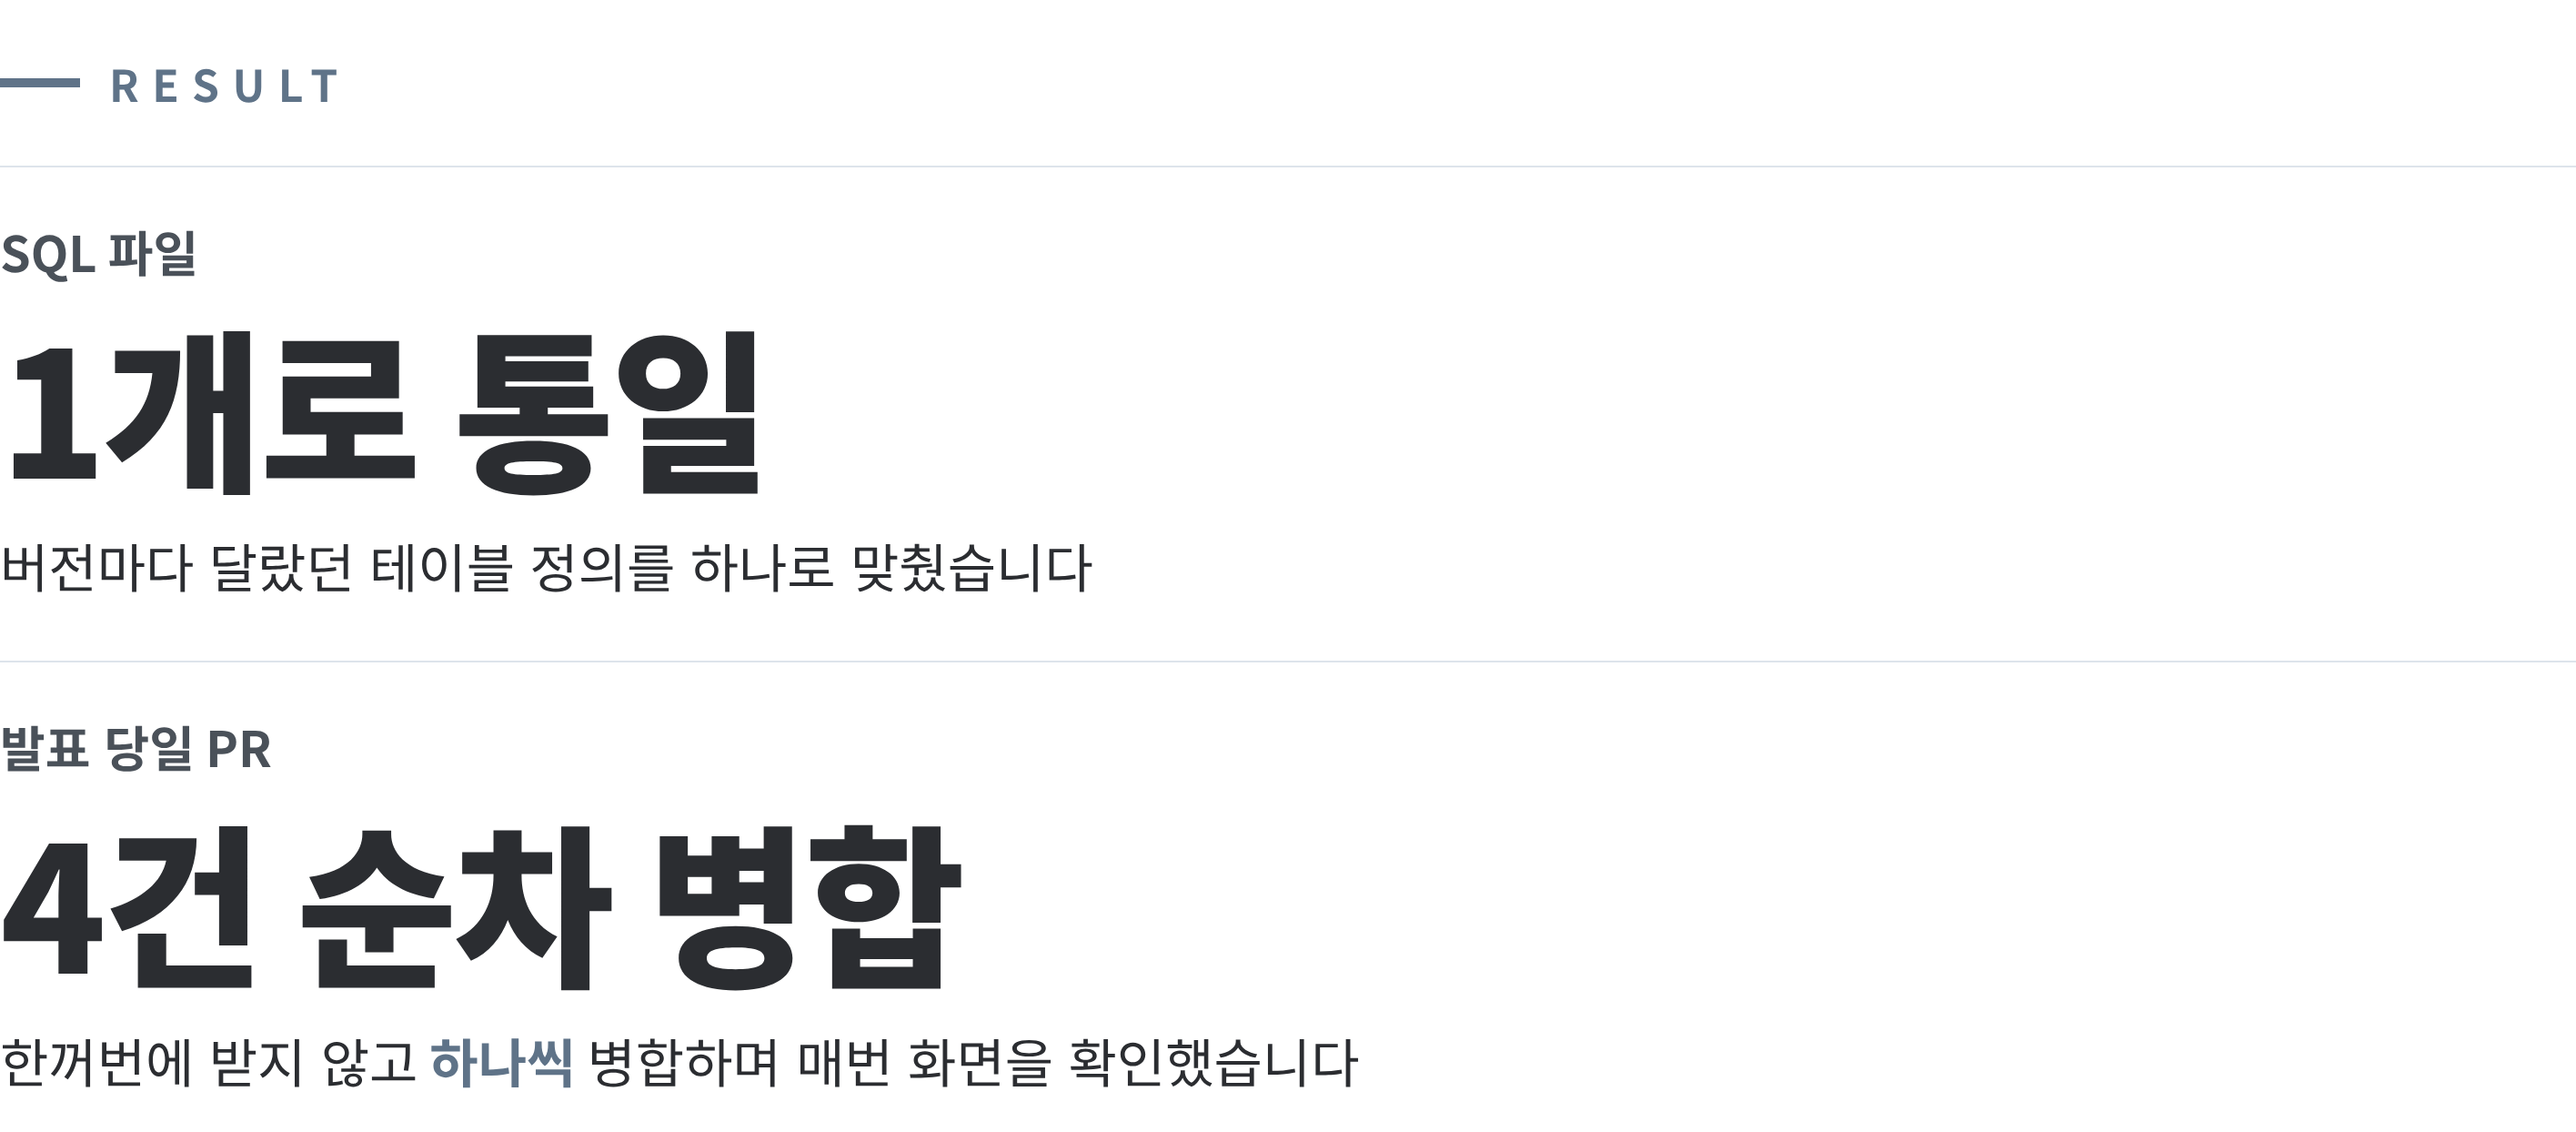 RESULT
SQL 파일
1개로 통일
버전마다 달랐던 테이블 정의를 하나로 맞췄습니다
발표 당일 PR
4건 순차 병합
한꺼번에 받지 않고 하나씩 병합하며 매번 화면을 확인했습니다